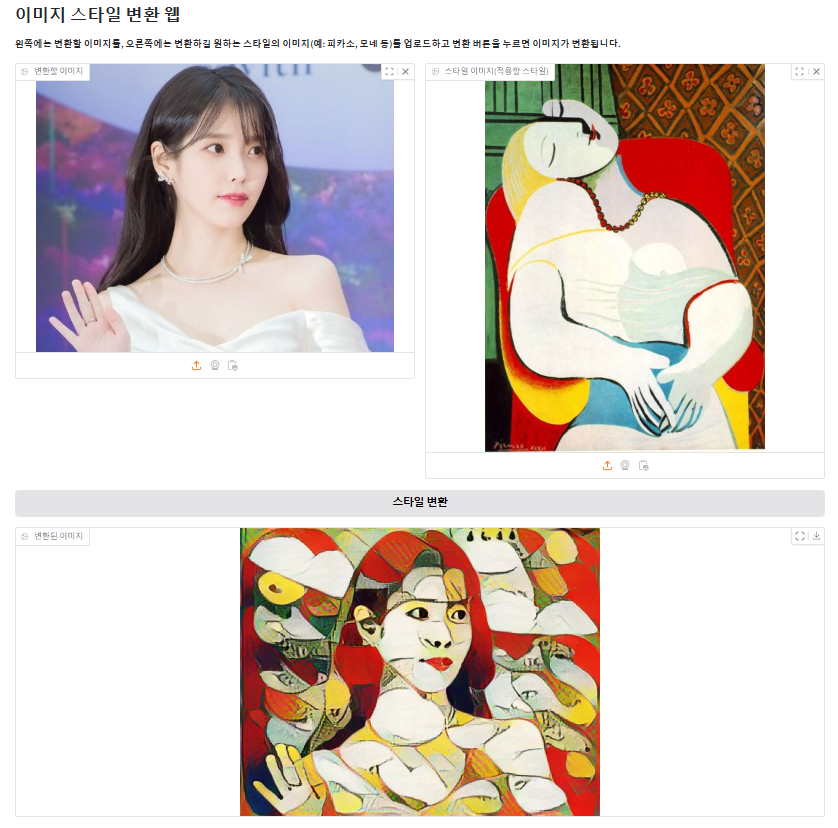 이미지 스타일 변환 웹
왼쪽에는 변환할 이미지를, 오른쪽에는 변환하길 원하는 스타일의 이미지(예: 피카소, 모네 등)를 업로드하고 변환 버튼을 누르면 이미지가 변환됩니다.
변환할 이미지
스타일 이미지(적용할 스타일)
Picasso
스타일 변환
변환된 이미지